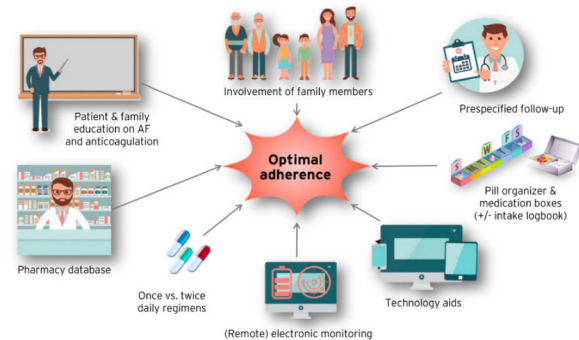 Involvement of family members
Patient & family
education on AF
and anticoagulation
Prespecified follow-up
Optimal
adherence
S W F S
Pill organizer &
medication boxes
(+/- intake logbook)
Pharmacy database
Once vs. twice
daily regimens
(Remote) electronic monitoring
Technology aids